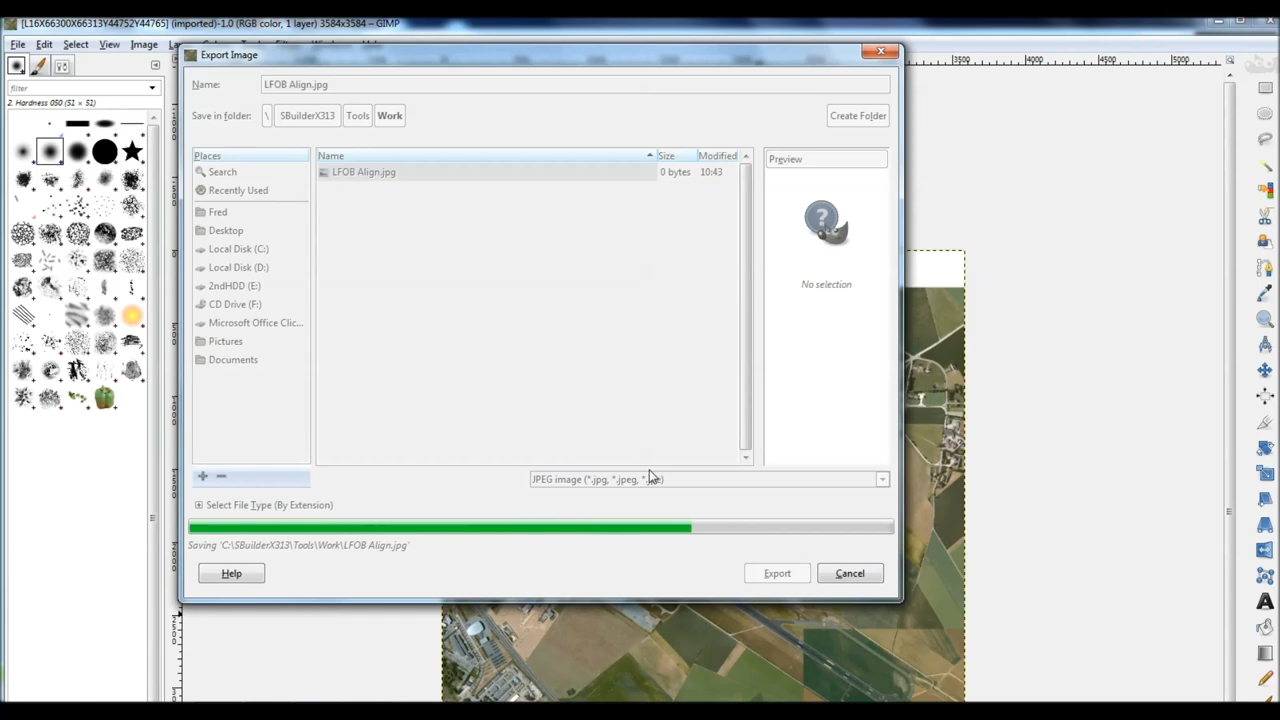 [L16X66300X66313Y44752Y44765] (imported)-1.0 (RGB color, 1 layer) 3584x3584 – GIMP
File Edit Select View Image
Export Image
filter
2. Hardness 050 (51 × 51)
Name: LFOB Align.jpg
Save in folder: \ SBuilderX313 Tools Work Create Folder
Places
Search
Recently Used
Fred
Desktop
Local Disk (C:)
Local Disk (D:)
2ndHDD (E:)
CD Drive (F:)
Microsoft Office Clic...
Pictures
Documents
Name Size Modified
LFOB Align.jpg 0 bytes 10:43
Preview
No selection
JPEG image (*.jpg, *.jpeg,
Select File Type (By Extension)
Saving 'C:\SBuilderX313\Tools\Work\LFOB Align.jpg'
Help Export Cancel
3500 4000 4500 5000